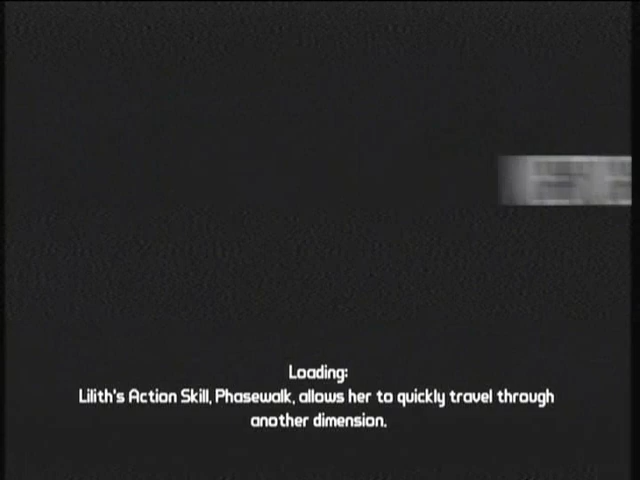 Loading:
Lilith's Action Skill, Phasewalk, allows her to quickly travel through
another dimension.